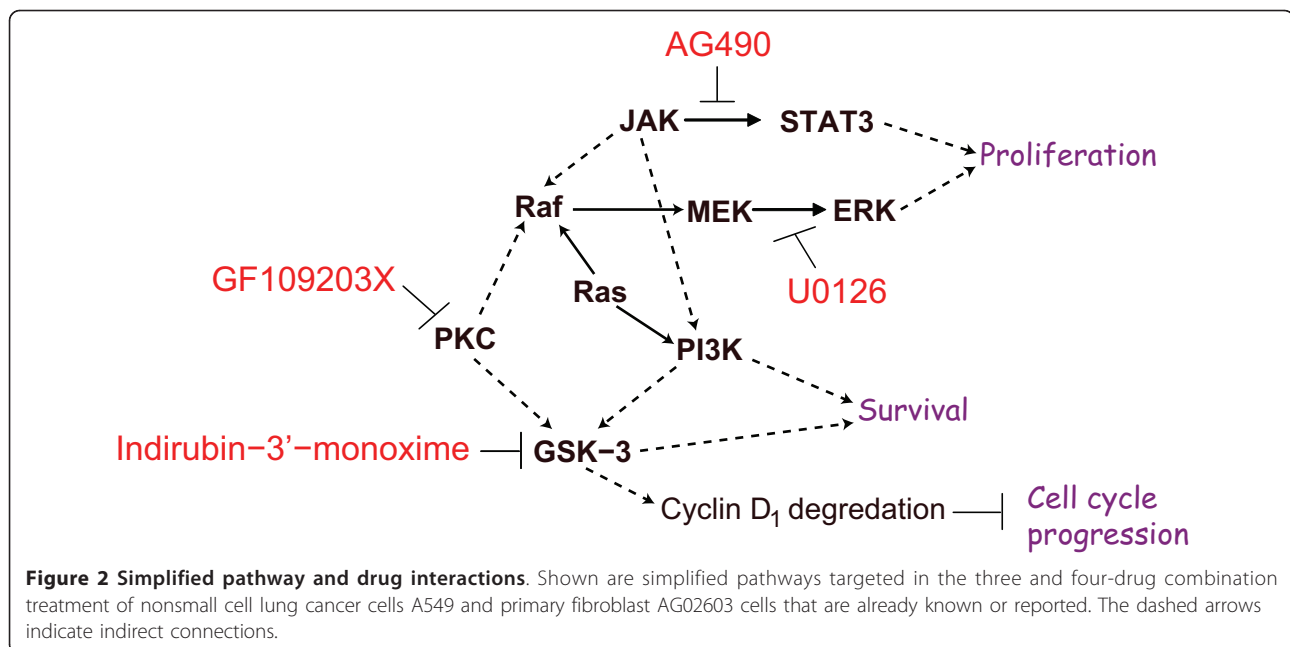 AG490
JAK
STAT3
Proliferation
Raf
MEK
ERK
GF109203X
Ras
U0126
PKC
PI3K
Survival
Indirubin−3’−monoxime
GSK−3
Cyclin D1 degredation
Cell cycle
progression
Figure 2 Simplified pathway and drug interactions. Shown are simplified pathways targeted in the three and four-drug combination
treatment of nonsmall cell lung cancer cells A549 and primary fibroblast AG02603 cells that are already known or reported. The dashed arrows
indicate indirect connections.